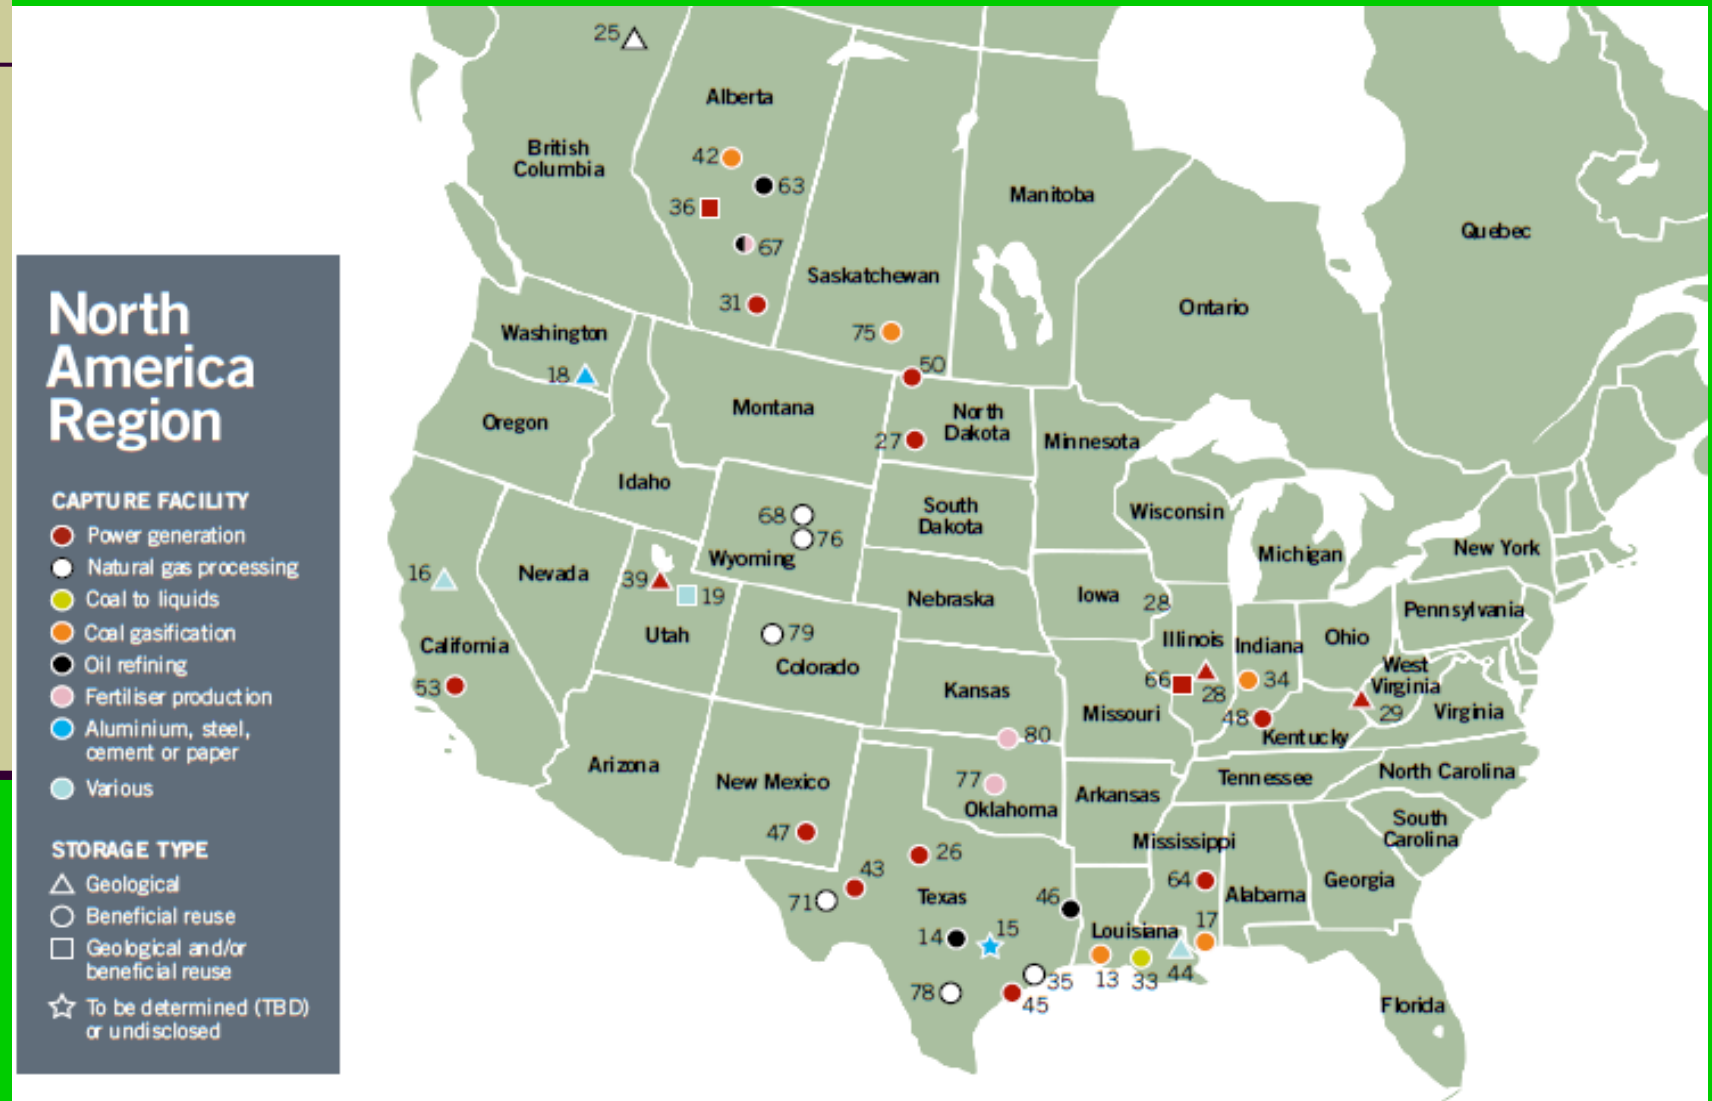 North
America
Region
CAPTURE FACILITY
Power generation
Natural gas processing
Coal to liquids
Coal gasification
Oil refining
Fertiliser production
Aluminium, steel,
cement or paper
Various
STORAGE TYPE
Geological
Beneficial reuse
Geological and/or
beneficial reuse
To be determined (TBD)
or undisclosed
25
Alberta
British
Columbia
42
63
36
67
31
Manitoba
Quebec
Saskatchewan
Ontario
75
50
Washington
18
Oregon
Montana
North
Dakota
27
Minnesota
Idaho
South
Dakota
Wisconsin
68
76
Wyoming
Michigan
New York
16
Nevada
39
19
Utah
Nebraska
Iowa
28
Pennsylvania
California
53
79
Colorado
Illinois
Indiana
Ohio
West
Virginia
66
28
34
29
Virginia
Kansas
Missouri
48
Kentucky
80
Arizona
New Mexico
77
Oklahoma
Arkansas
Tennessee
North Carolina
South
Carolina
47
26
43
71
Texas
Mississippi
64
Alabama
Georgia
46
17
Louisiana
14
15
35
13
33
44
78
45
Florida